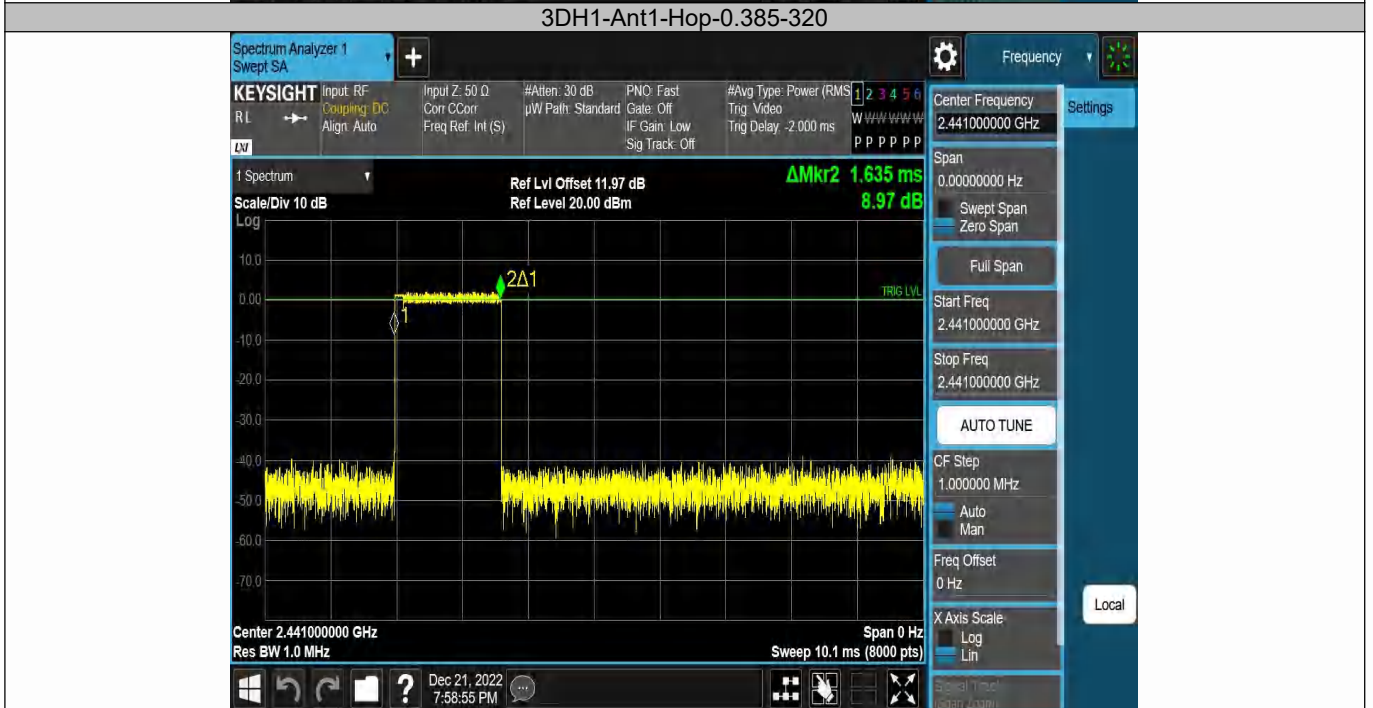 3DH1-Ant1-Hop-0.385-320
Spectrum Analyzer 1
Swept SA
+
Frequency
KEYSIGHT
R L
LXI
Input: RF
Coupling: DC
Align: Auto
Input Z: 50 Ω
Corr CCorr
Freq Ref: Int (S)
#Atten: 30 dB
µW Path: Standard
PNO: Fast
Gate: Off
IF Gain: Low
Sig Track: Off
#Avg Type: Power (RMS
Trig: Video
Trig Delay: -2.000 ms
1 2 3 4 5 6
W W W W W W
P P P P P P
Center Frequency
2.441000000 GHz
Settings
1 Spectrum
Scale/Div 10 dB
Log
Ref Lvl Offset 11.97 dB
Ref Level 20.00 dBm
ΔMkr2 1.635 ms
8.97 dB
Span
0.00000000 Hz
Swept Span
Zero Span
Full Span
10.0
0.00
-10.0
-20.0
-30.0
-40.0
-50.0
-60.0
-70.0
2Δ1
1
TRIG LVL
Start Freq
2.441000000 GHz
Stop Freq
2.441000000 GHz
AUTO TUNE
CF Step
1.000000 MHz
Auto
Man
Freq Offset
0 Hz
X Axis Scale
Log
Lin
Local
Center 2.441000000 GHz
Res BW 1.0 MHz
Span 0 Hz
Sweep 10.1 ms (8000 pts)
?
Dec 21, 2022
7:58:55 PM
Signal Track
(Span Zoom)